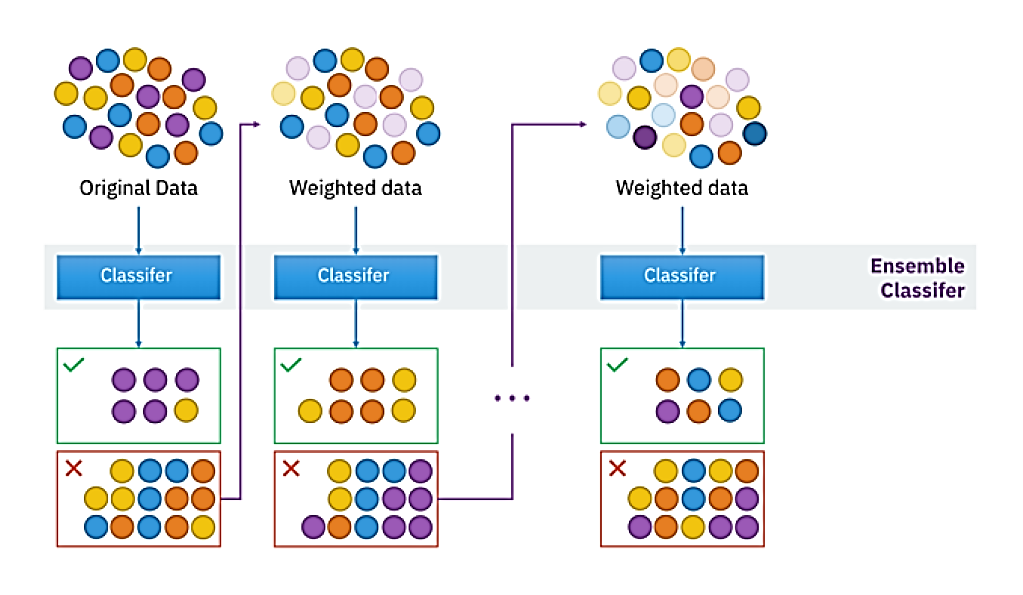 Original Data
Weighted data
Weighted data
Classifer
Classifer
Classifer
Ensemble
Classifer